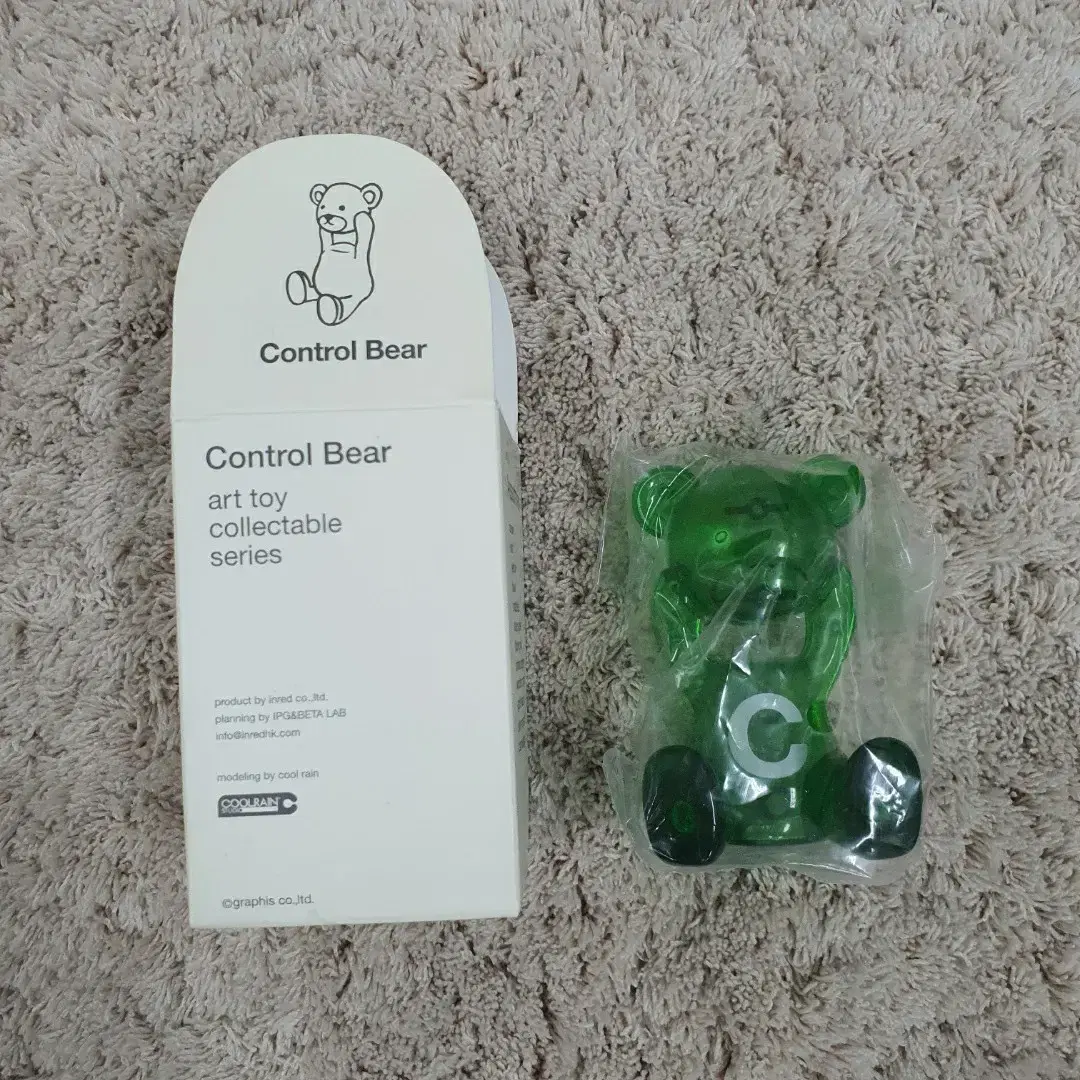 Control Bear
Control Bear
art toy
collectable
series
product by inred co.,ltd.
planning by IPG&BETA LAB
info@inredhk.com
modeling by cool rain
COOLRAIN
STUDIO
©graphis co.,ltd.
C